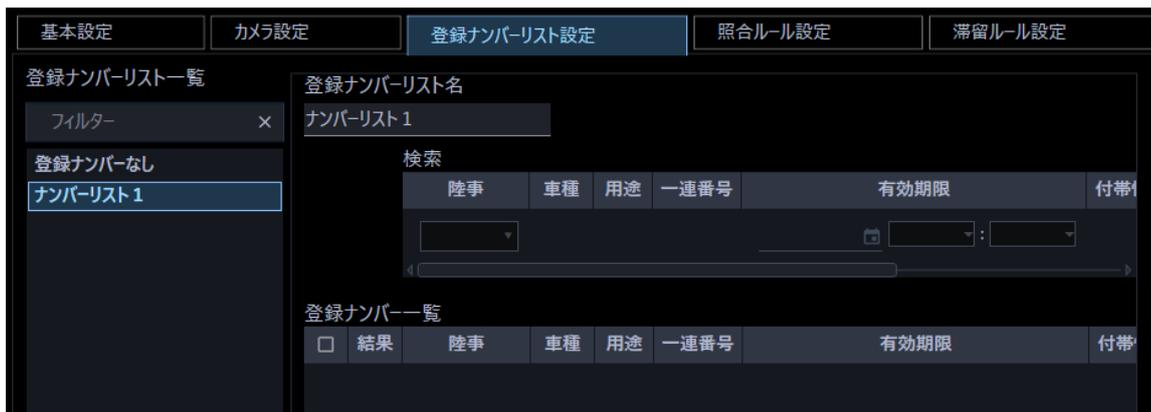 基本設定 カメラ設定 登録ナンバーリスト設定 照合ルール設定 滞留ルール設定
登録ナンバーリスト一覧
フィルター ×
登録ナンバーなし
ナンバーリスト 1
登録ナンバーリスト名
ナンバーリスト 1
検索
陸事 車種 用途 一連番号 有効期限 付帯
:
登録ナンバー一覧
結果 陸事 車種 用途 一連番号 有効期限 付帯